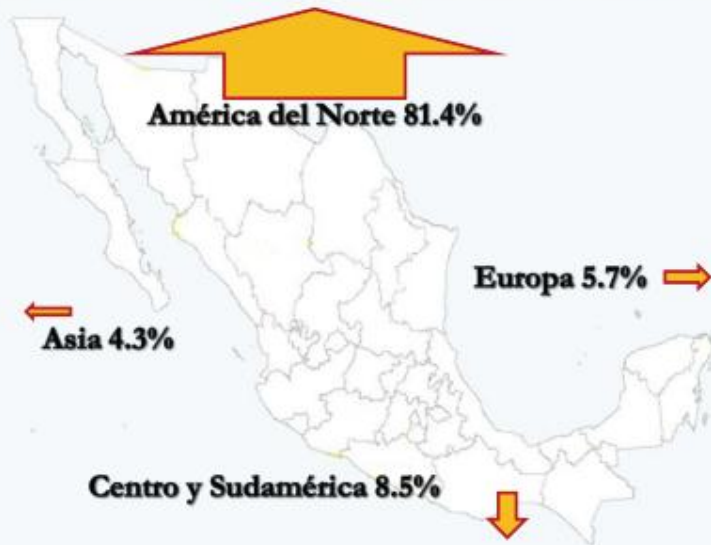 América del Norte 81.4%
Europa 5.7%
Asia 4.3%
Centro y Sudamérica 8.5%